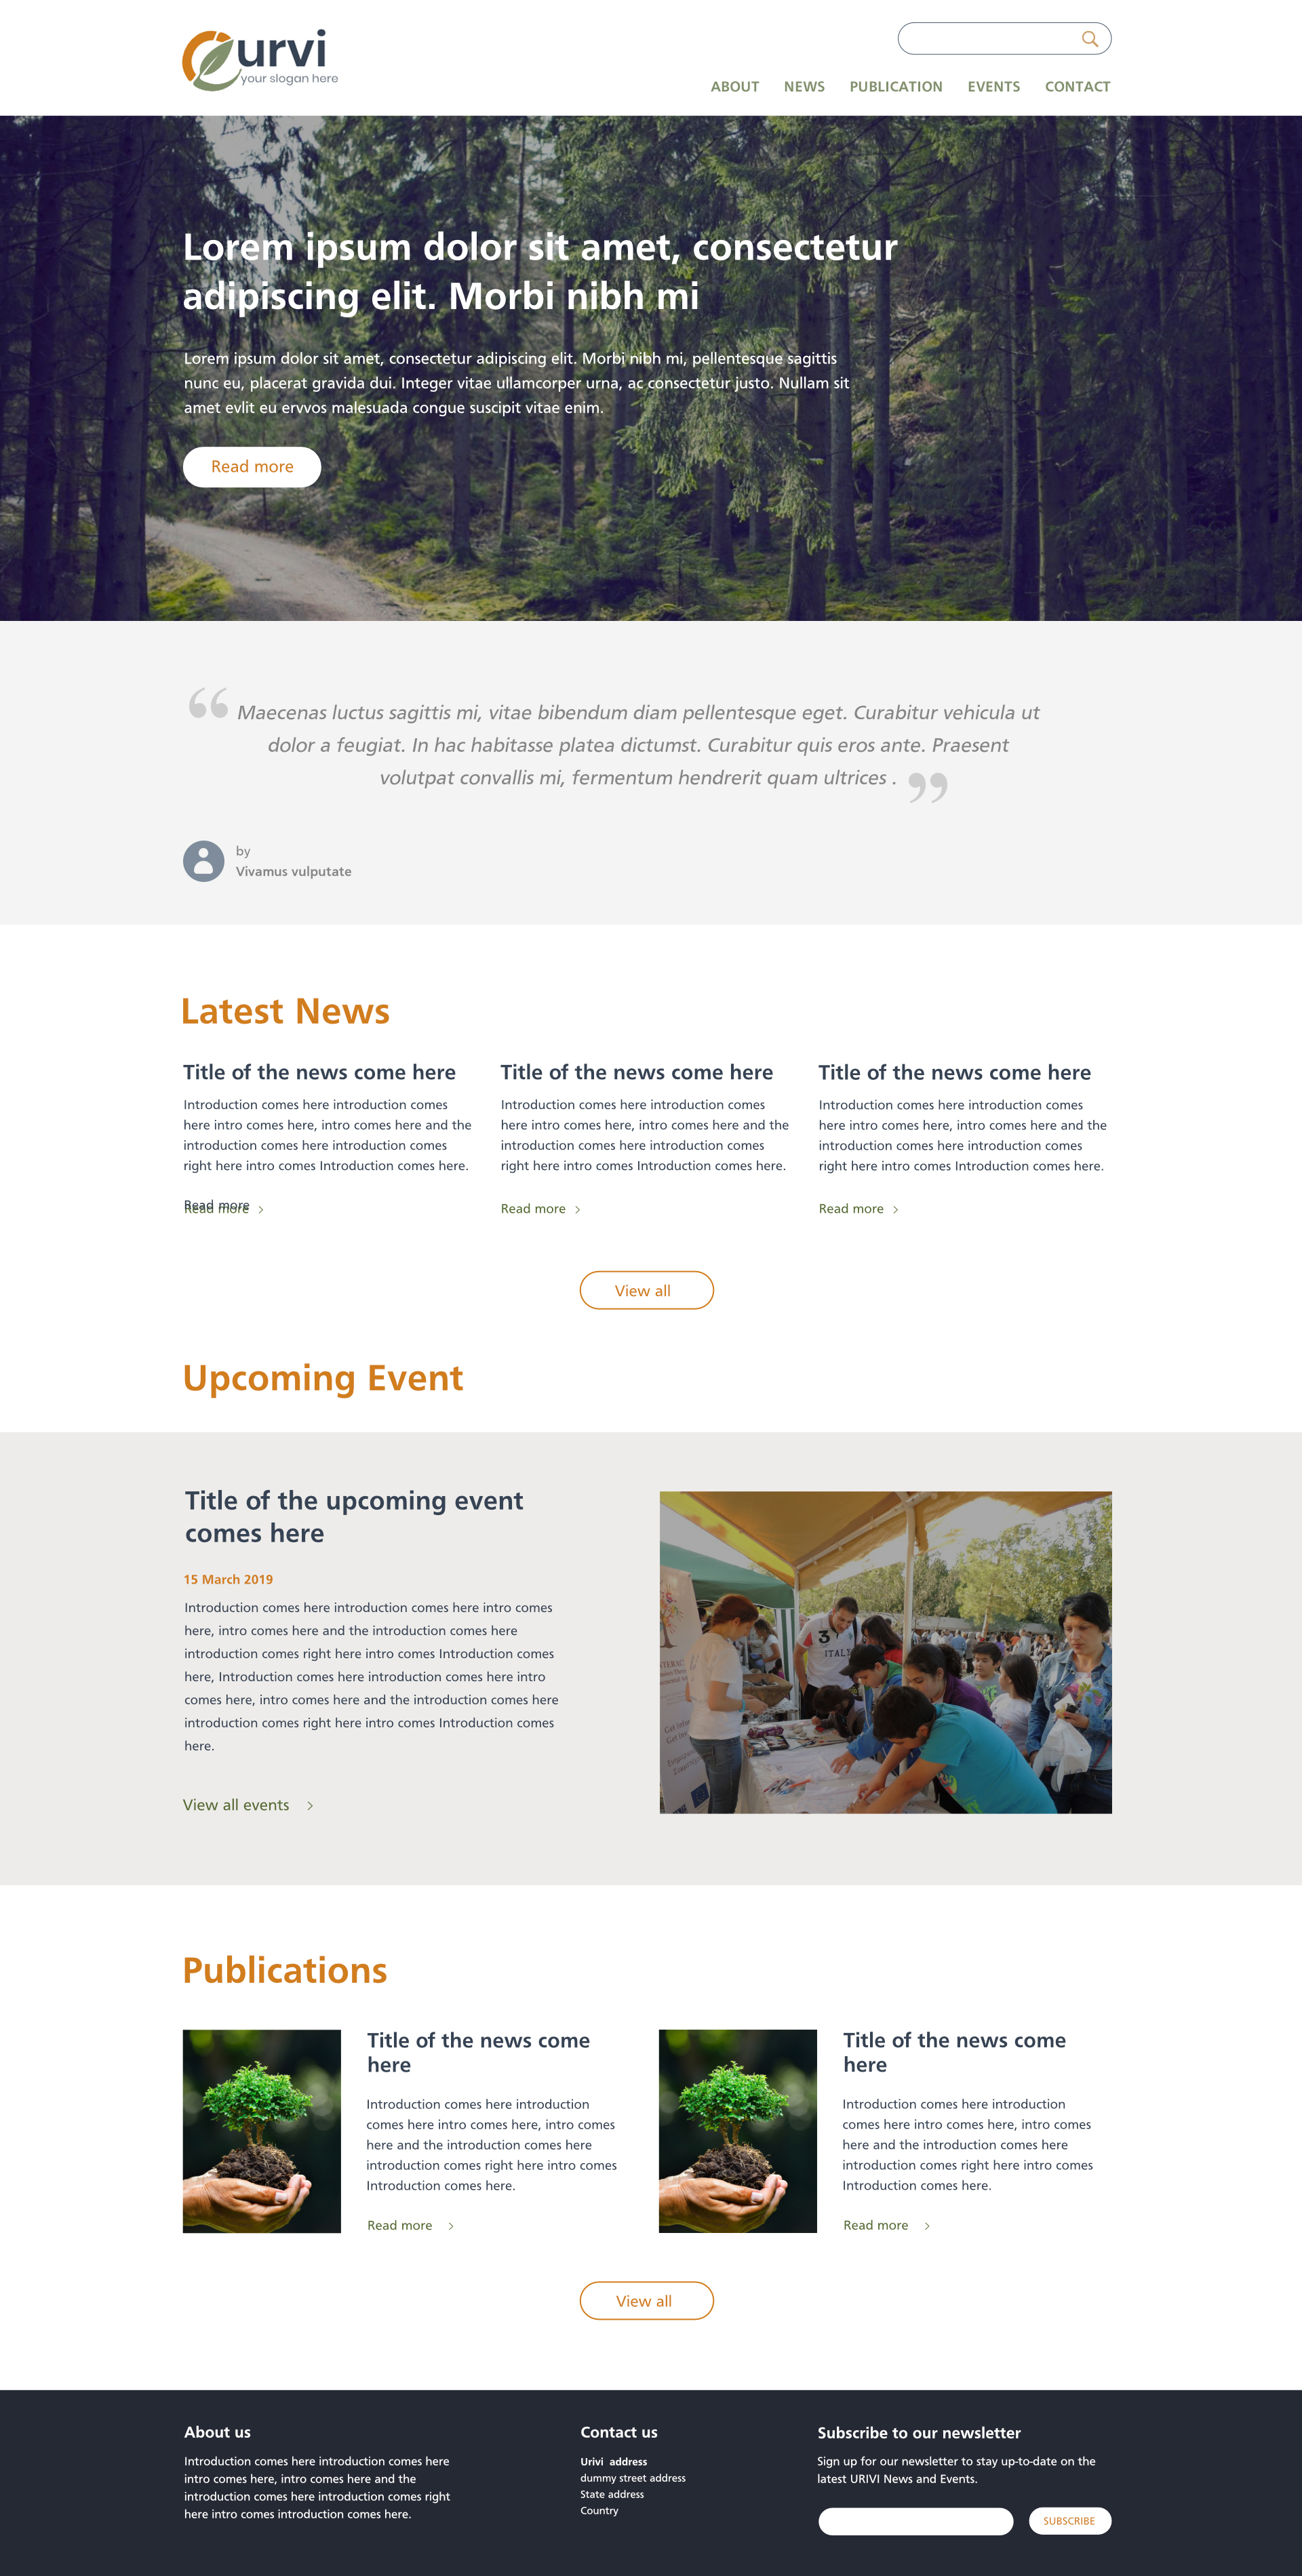 urvi
your slogan here
ABOUT NEWS PUBLICATION EVENTS CONTACT
Lorem ipsum dolor sit amet, consectetur
adipiscing elit. Morbi nibh mi
Lorem ipsum dolor sit amet, consectetur adipiscing elit. Morbi nibh mi, pellentesque sagittis
nunc eu, placerat gravida dui. Integer vitae ullamcorper urna, ac consectetur justo. Nullam sit
amet evlit eu ervvos malesuada congue suscipit vitae enim.
Read more
“ Maecenas luctus sagittis mi, vitae bibendum diam pellentesque eget. Curabitur vehicula ut
dolor a feugiat. In hac habitasse platea dictumst. Curabitur quis eros ante. Praesent
volutpat convallis mi, fermentum hendrerit quam ultrices . ”
by
Vivamus vulputate
Latest News
Title of the news come here
Introduction comes here introduction comes
here intro comes here, intro comes here and the
introduction comes here introduction comes
right here intro comes Introduction comes here.
Read more
Read more >
Title of the news come here
Introduction comes here introduction comes
here intro comes here, intro comes here and the
introduction comes here introduction comes
right here intro comes Introduction comes here.
Read more >
Title of the news come here
Introduction comes here introduction comes
here intro comes here, intro comes here and the
introduction comes here introduction comes
right here intro comes Introduction comes here.
Read more >
View all
Upcoming Event
Title of the upcoming event
comes here
15 March 2019
Introduction comes here introduction comes here intro comes
here, intro comes here and the introduction comes here
introduction comes right here intro comes Introduction comes
here, Introduction comes here introduction comes here intro
comes here, intro comes here and the introduction comes here
introduction comes right here intro comes Introduction comes
here.
View all events >
3
ITALY
Publications
Title of the news come
here
Introduction comes here introduction
comes here intro comes here, intro comes
here and the introduction comes here
introduction comes right here intro comes
Introduction comes here.
Read more >
Title of the news come
here
Introduction comes here introduction
comes here intro comes here, intro comes
here and the introduction comes here
introduction comes right here intro comes
Introduction comes here.
Read more >
View all
About us
Introduction comes here introduction comes here
intro comes here, intro comes here and the
introduction comes here introduction comes right
here intro comes introduction comes here.
Contact us
Urivi address
dummy street address
State address
Country
Subscribe to our newsletter
Sign up for our newsletter to stay up-to-date on the
latest URIVI News and Events.
SUBSCRIBE